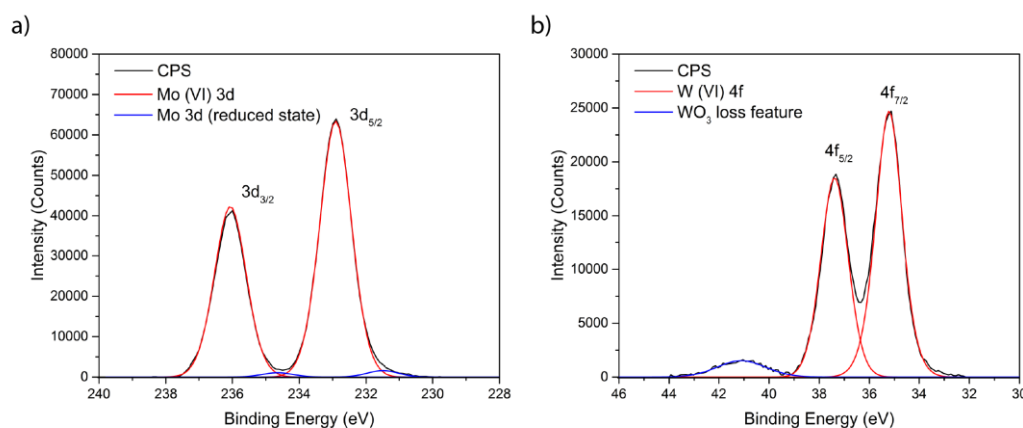 a)
80000
70000
60000
50000
40000
30000
20000
10000
0
Intensity (Counts)
CPS
Mo (VI) 3d
Mo 3d (reduced state)
3d5/2
3d3/2
240 238 236 234 232 230 228
Binding Energy (eV)
b)
30000
25000
20000
15000
10000
5000
0
Intensity (Counts)
CPS
W (VI) 4f
WO3 loss feature
4f7/2
4f5/2
46 44 42 40 38 36 34 32 30
Binding Energy (eV)